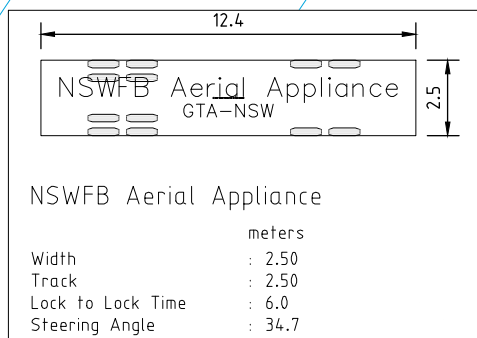 12.4
NSWFB Aerial Appliance
GTA-NSW
2.5
NSWFB Aerial Appliance
meters
Width : 2.50
Track : 2.50
Lock to Lock Time : 6.0
Steering Angle : 34.7